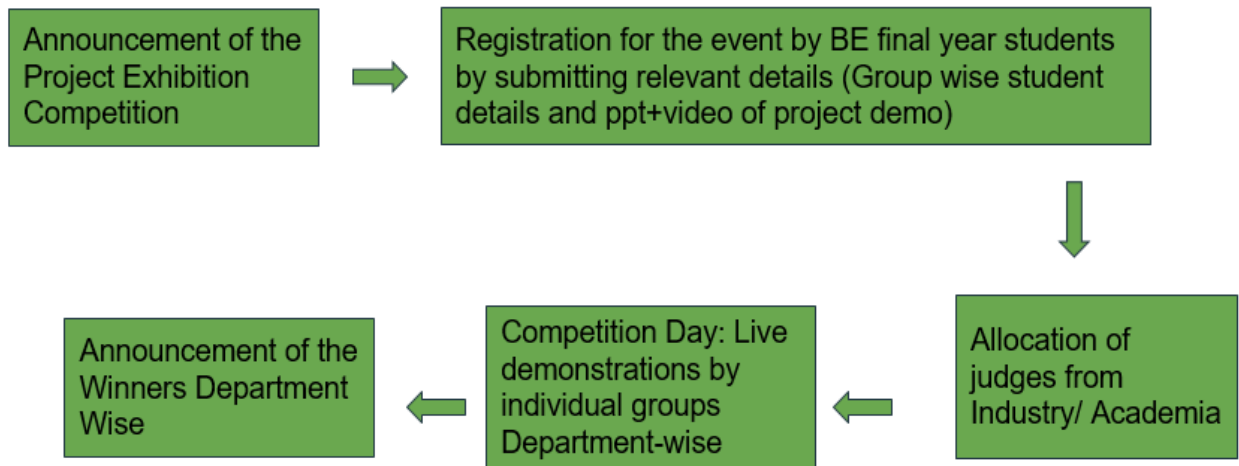 Announcement of the
Project Exhibition
Competition
Registration for the event by BE final year students
by submitting relevant details (Group wise student
details and ppt+video of project demo)
Allocation of
judges from
Industry/ Academia
Competition Day: Live
demonstrations by
individual groups
Department-wise
Announcement of the
Winners Department
Wise